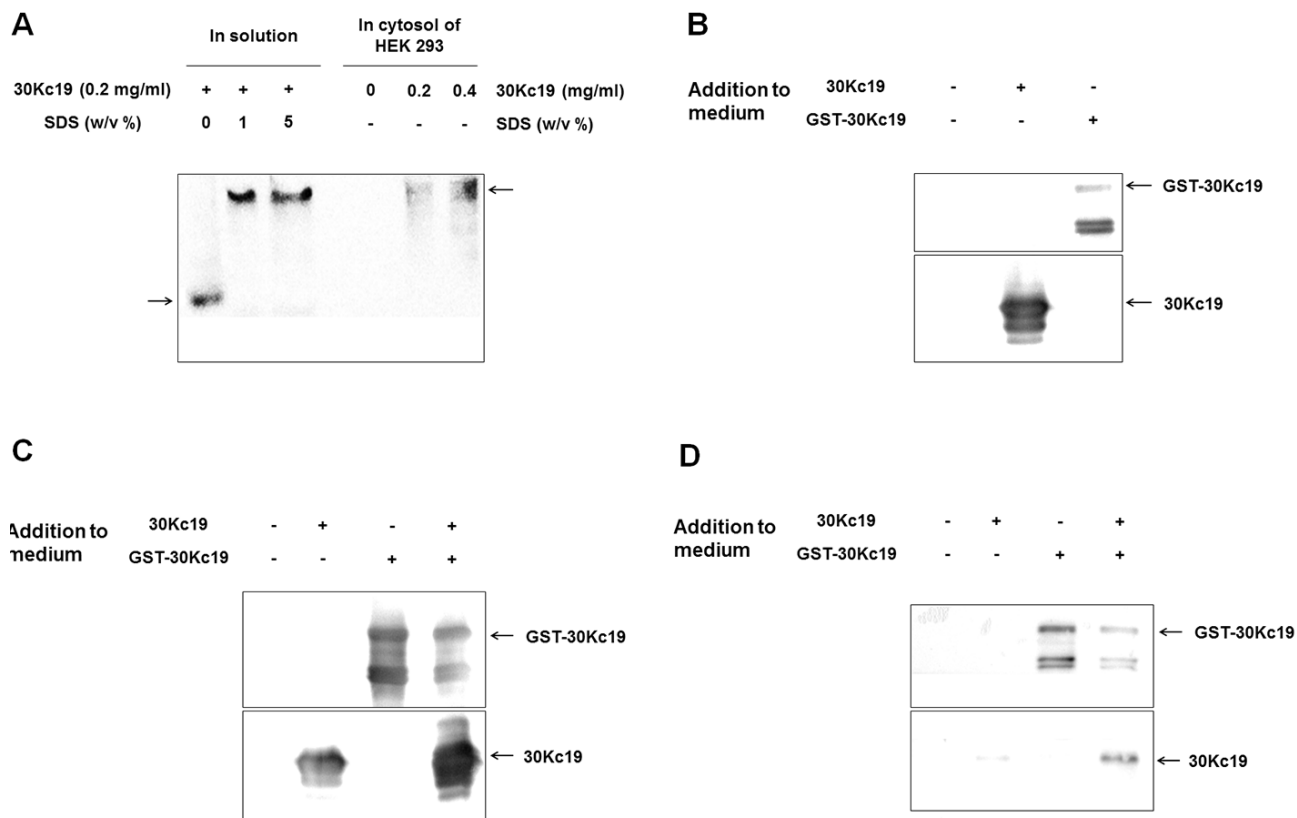 A
In solution
In cytosol of
HEK 293
30Kc19 (0.2 mg/ml) + + + 0 0.2 0.4 30Kc19 (mg/ml)
SDS (w/v %) 0 1 5 - - - SDS (w/v %)
B
Addition to
medium
30Kc19 - + -
GST-30Kc19 - - +
GST-30Kc19
30Kc19
C
Addition to
medium
30Kc19 - + - +
GST-30Kc19 - - + +
GST-30Kc19
30Kc19
D
Addition to
medium
30Kc19 - + - +
GST-30Kc19 - - + +
GST-30Kc19
30Kc19